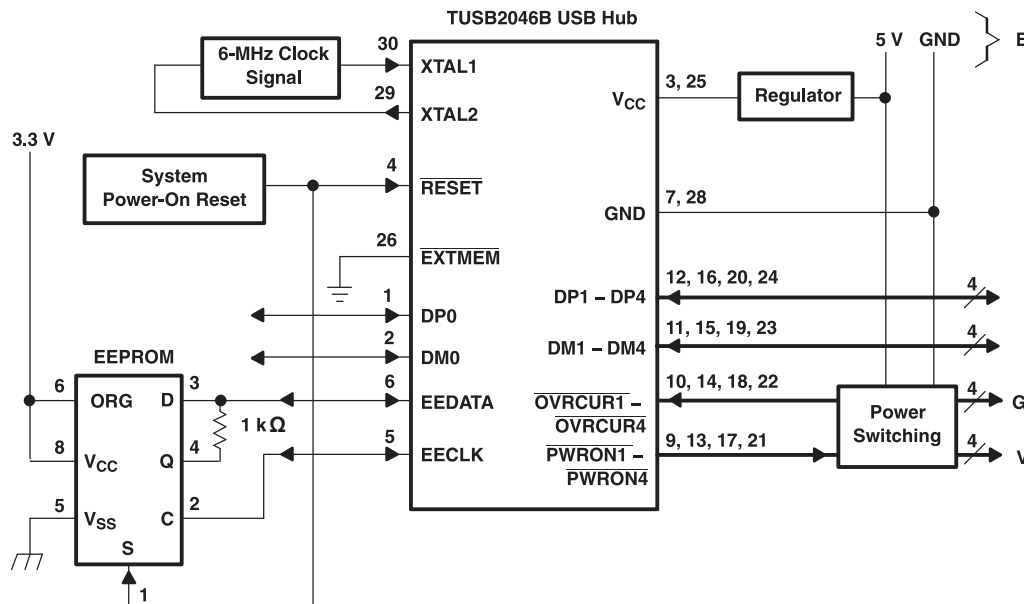 TUSB2046B USB Hub
6-MHz Clock
Signal
30
XTAL1
29
XTAL2
3.3 V
System
Power-On Reset
4
RESET
26
EXTMEM
1
DP0
2
DM0
6
EEDATA
5
EECLK
EEPROM
6
ORG
D
3
1 kΩ
8
VCC
Q
4
5
VSS
C
2
S
1
5 V
GND
VCC
3, 25
Regulator
GND
7, 28
DP1 – DP4
12, 16, 20, 24
4
DM1 – DM4
11, 15, 19, 23
4
OVRCUR1 –
OVRCUR4
10, 14, 18, 22
4
G
PWRON1 –
PWRON4
9, 13, 17, 21
Power
Switching
4